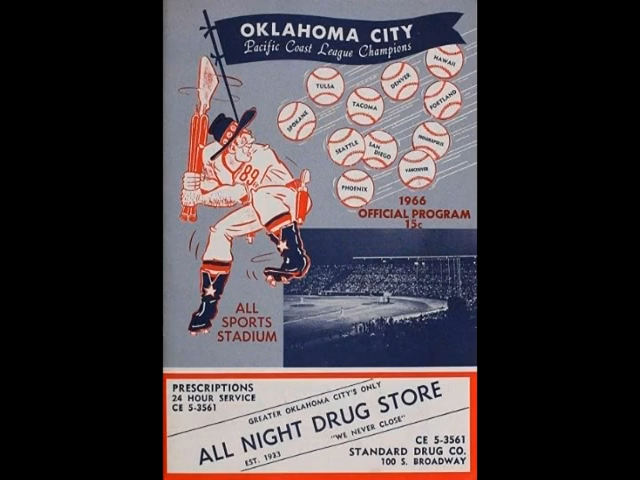 OKLAHOMA CITY
Pacific Coast League Champions
HAWAII
DENVER
TULSA
TACOMA
PORTLAND
SPOKANE
INDIANAPOLIS
SEATTLE
SAN DIEGO
VANCOUVER
PHOENIX
89ER
1966
OFFICIAL PROGRAM
15c
ALL
SPORTS
STADIUM
PRESCRIPTIONS
24 HOUR SERVICE
CE 5-3561
GREATER OKLAHOMA CITY'S ONLY
ALL NIGHT DRUG STORE
EST. 1923
"WE NEVER CLOSE"
CE 5-3561
STANDARD DRUG CO.
100 S. BROADWAY